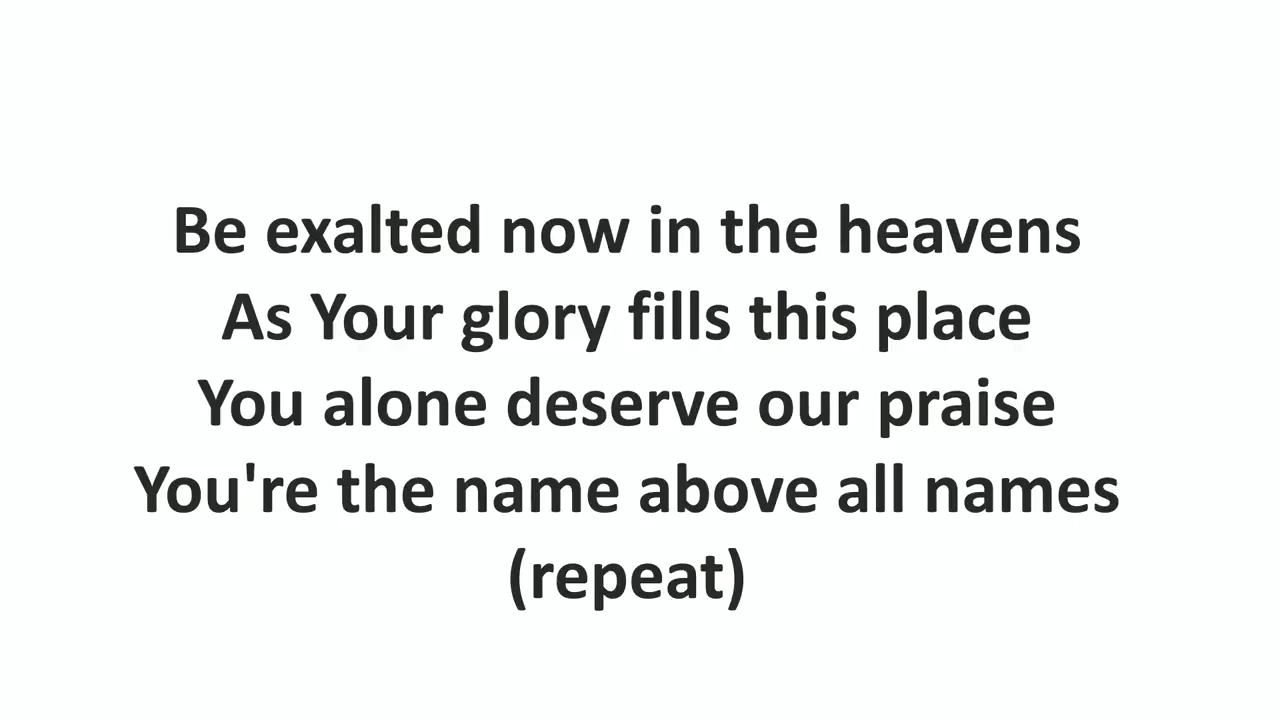 Be exalted now in the heavens
As Your glory fills this place
You alone deserve our praise
You're the name above all names
(repeat)